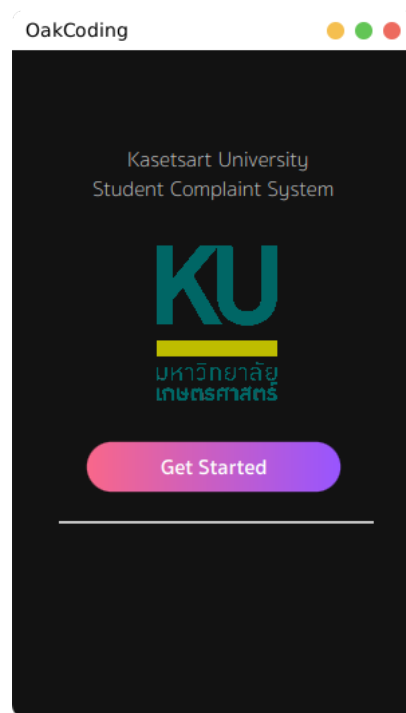 OakCoding
Kasetsart University
Student Complaint System
KU
มหาวิทยาลัย
เกษตรศาสตร์
Get Started